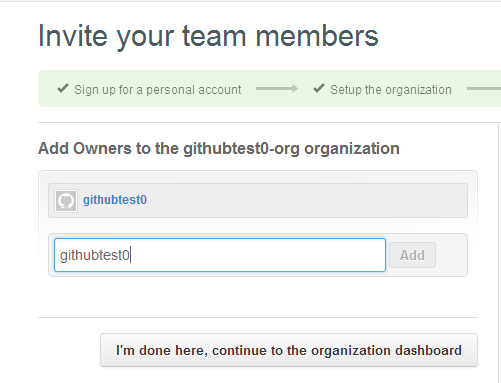 Invite your team members
✔ Sign up for a personal account ✔ Setup the organization
Add Owners to the githubtest0-org organization
githubtest0
githubtest0 Add
I'm done here, continue to the organization dashboard